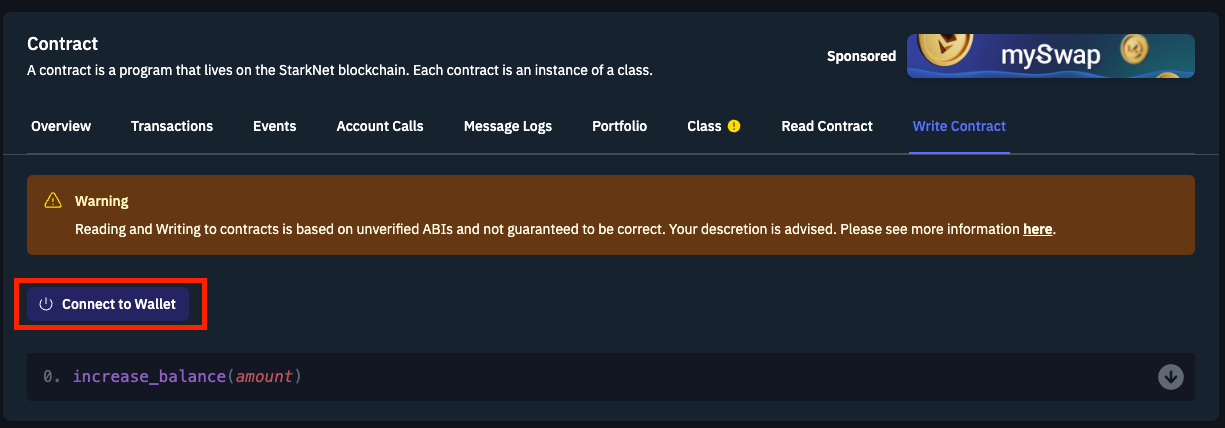 Contract
A contract is a program that lives on the StarkNet blockchain. Each contract is an instance of a class.
Sponsored
mySwap
Overview Transactions Events Account Calls Message Logs Portfolio Class Read Contract Write Contract
Warning
Reading and Writing to contracts is based on unverified ABIs and not guaranteed to be correct. Your descretion is advised. Please see more information here.
Connect to Wallet
0. increase_balance(amount)